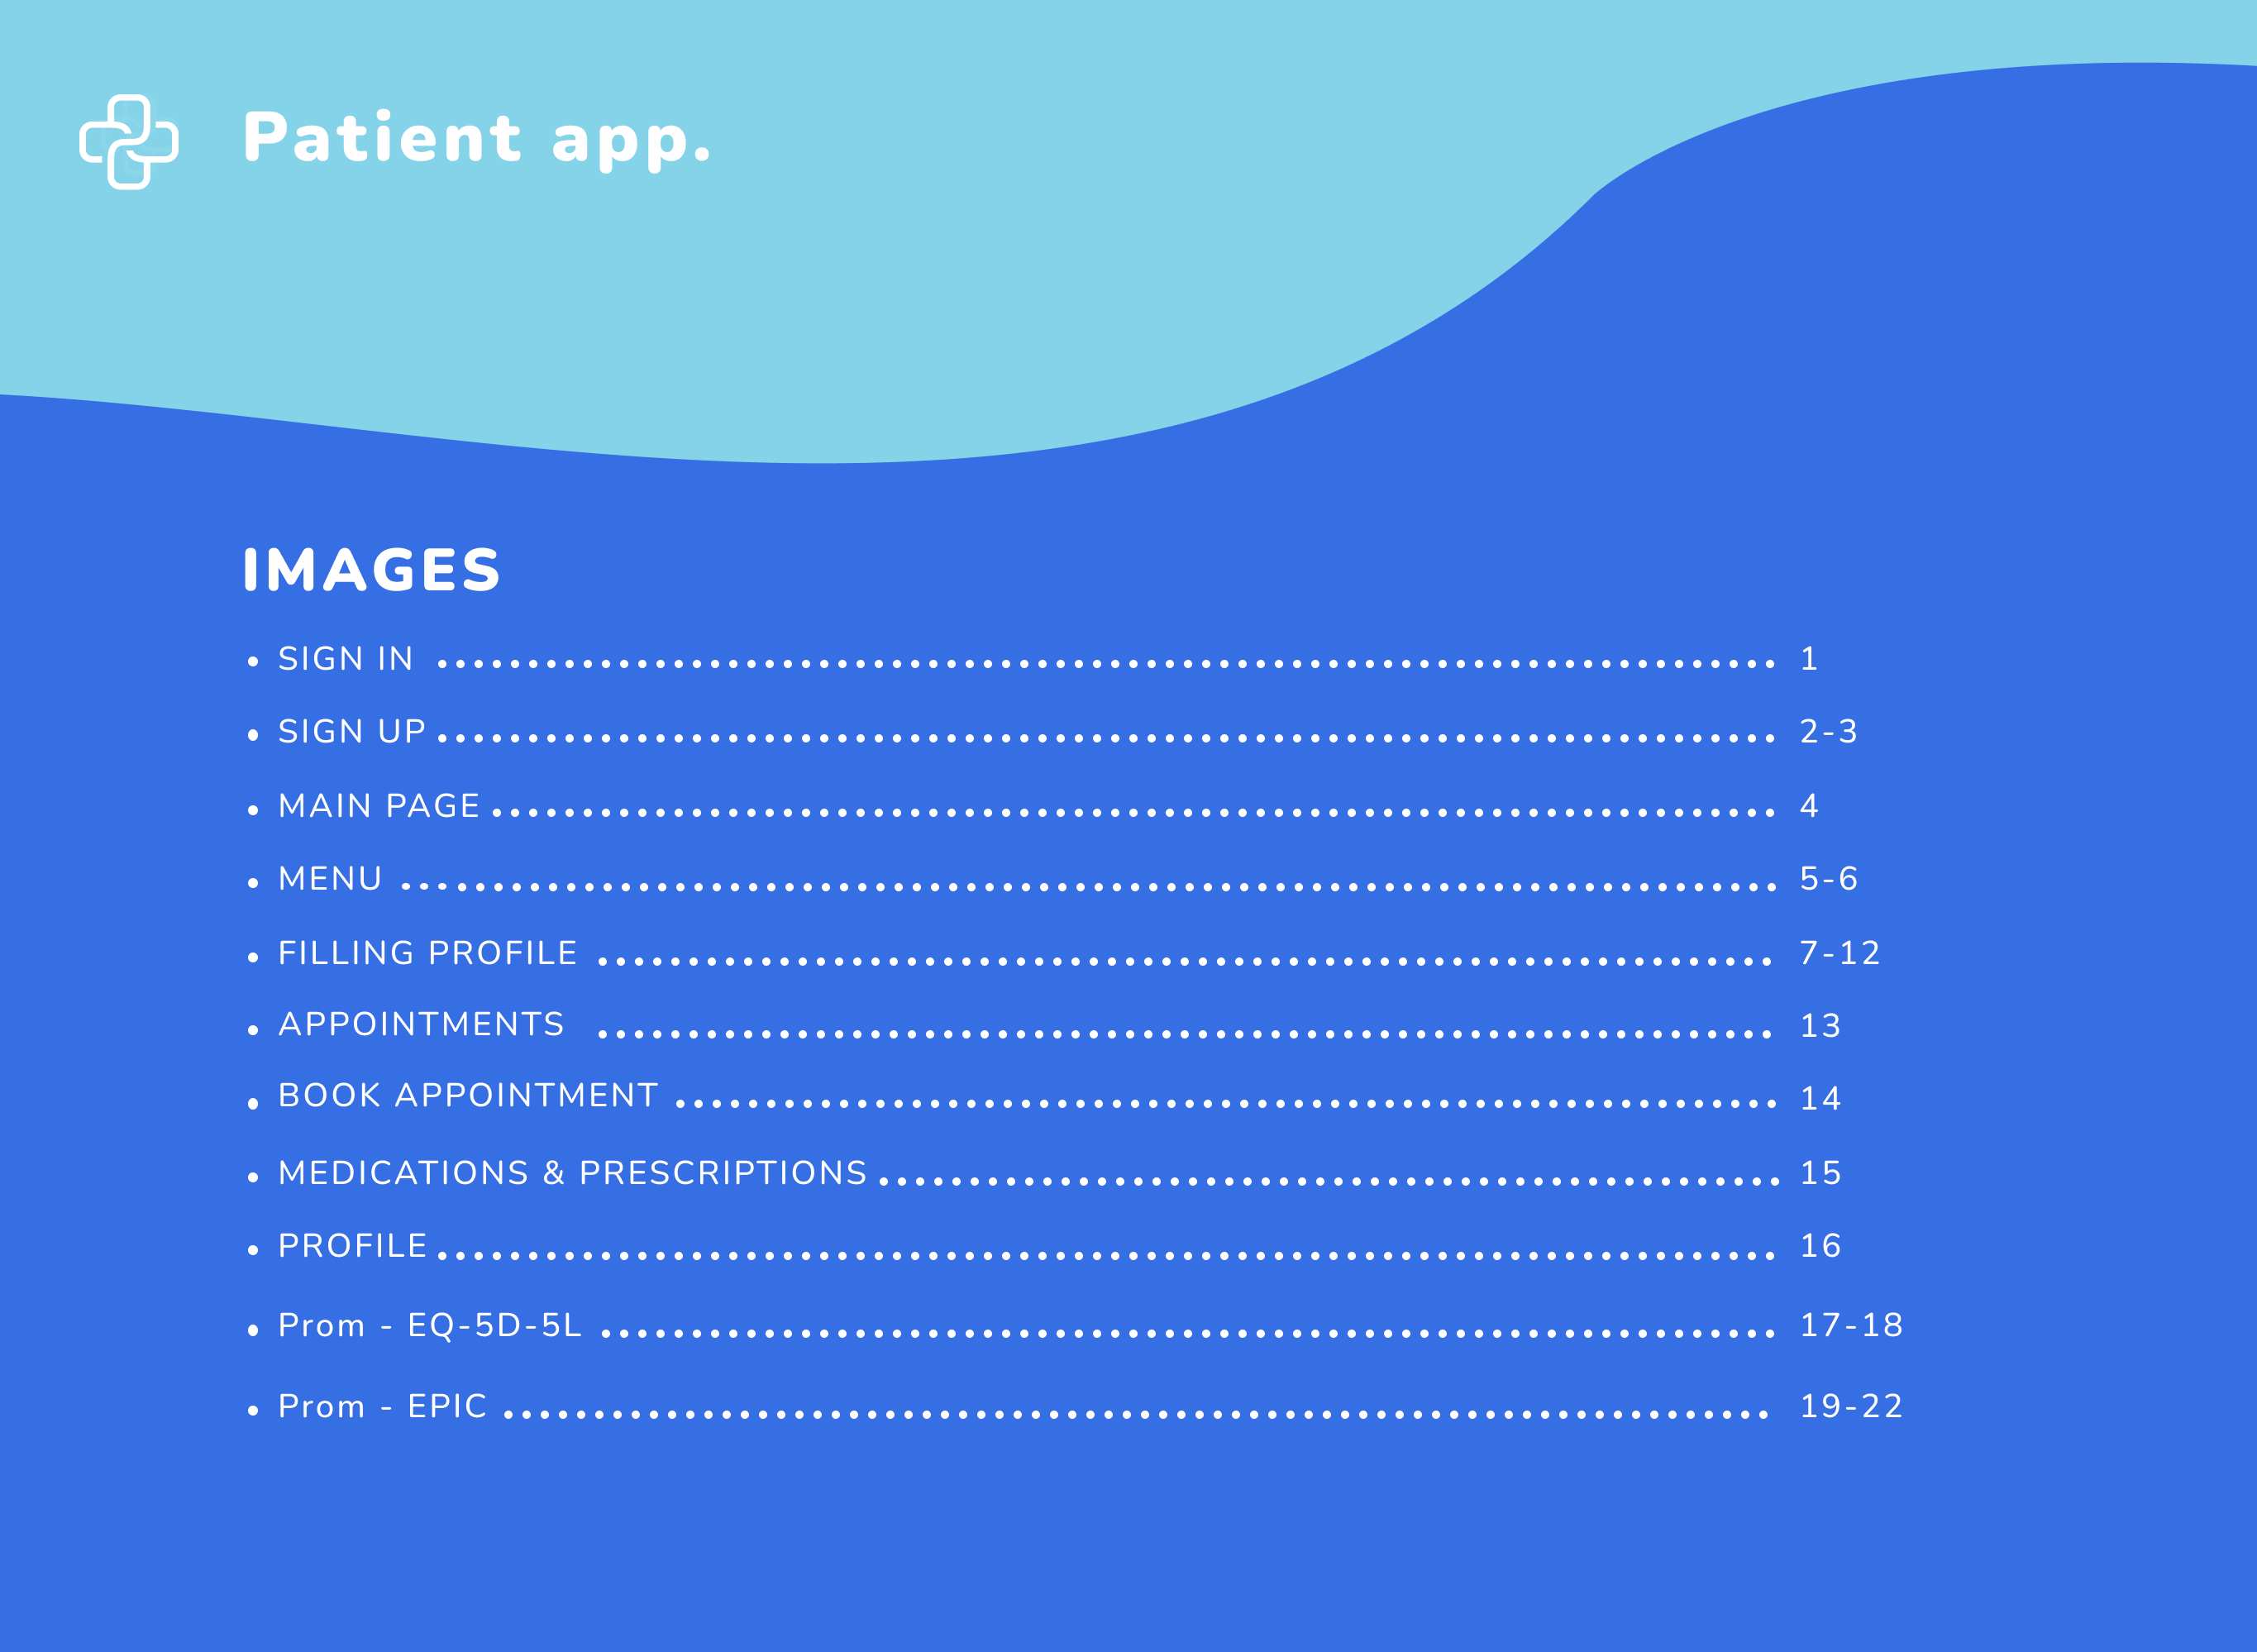 Patient app.
IMAGES
• SIGN IN ........................................ 1
• SIGN UP ........................................ 2-3
• MAIN PAGE ........................................ 4
• MENU ........................................ 5-6
• FILLING PROFILE ........................................ 7-12
• APPOINTMENTS ........................................ 13
• BOOK APPOINTMENT ........................................ 14
• MEDICATIONS & PRESCRIPTIONS ........................................ 15
• PROFILE ........................................ 16
• Prom - EQ-5D-5L ........................................ 17-18
• Prom - EPIC ........................................ 19-22